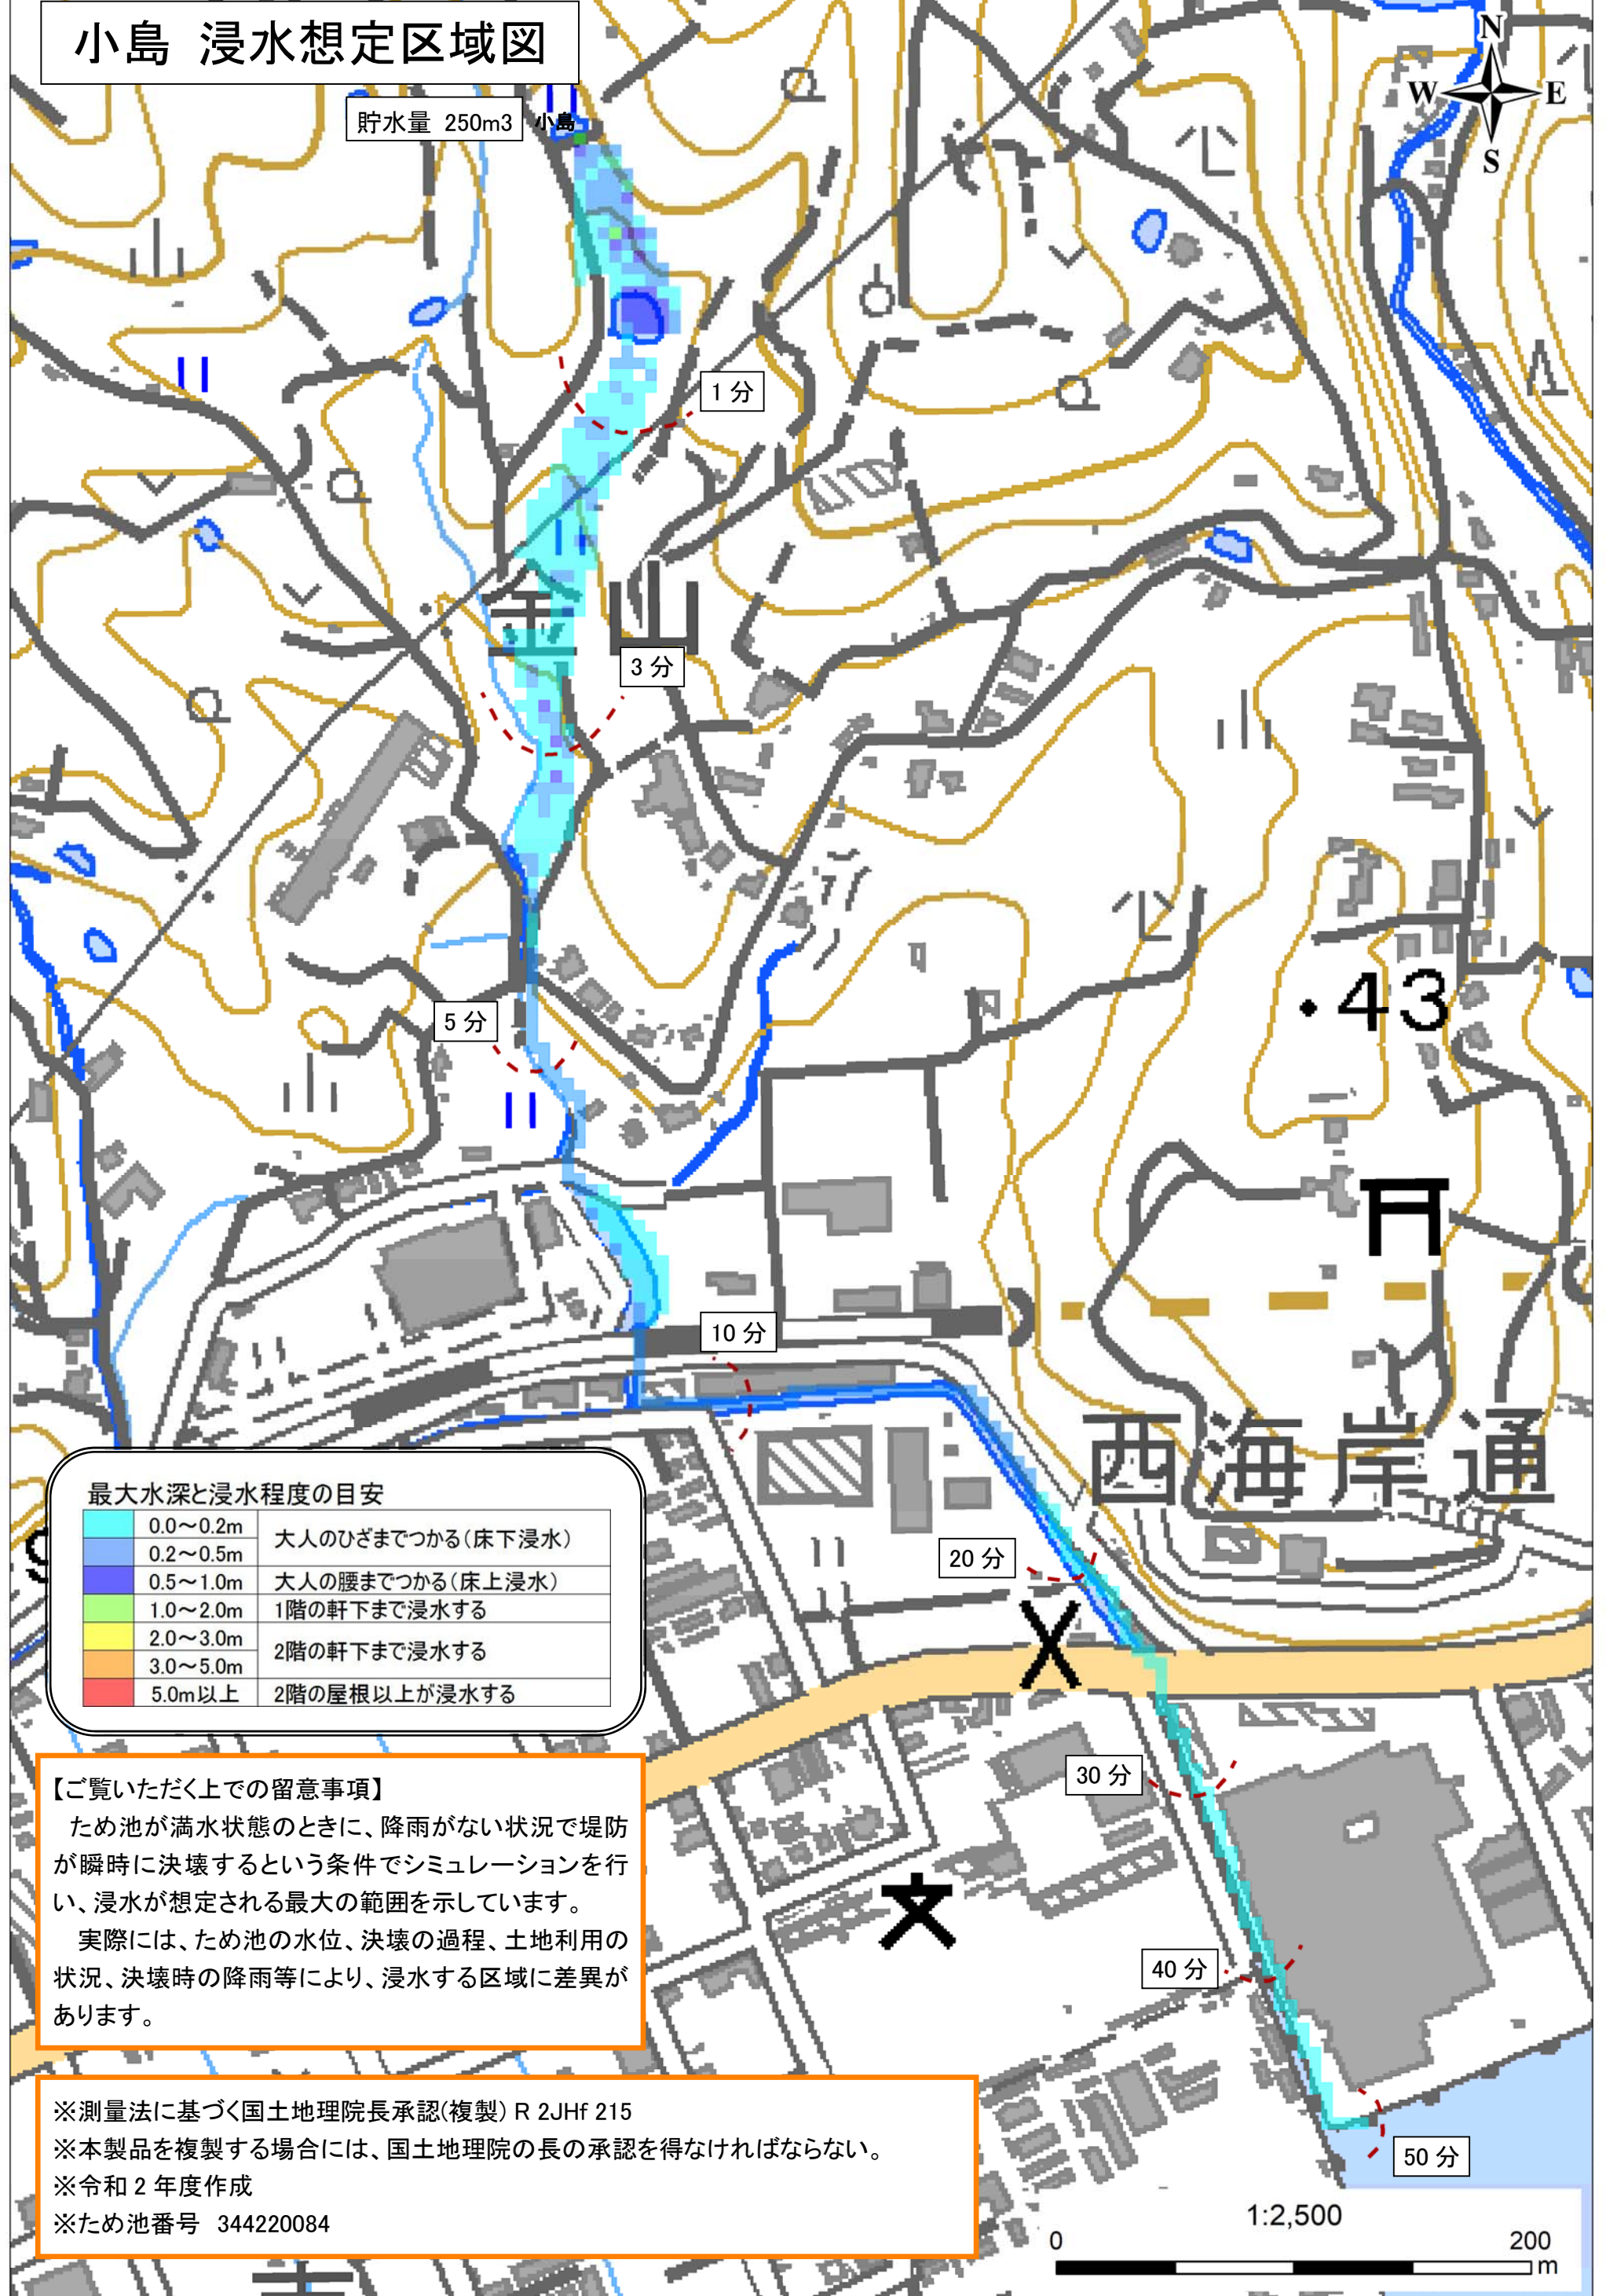 小島 浸水想定区域図
貯水量 250m3
小島
N
W E
S
1 分
金 山
3 分
5 分
・43
10 分
西海岸通
20 分
30 分
40 分
50 分
最大水深と浸水程度の目安
0.0～0.2m
大人のひざまでつかる(床下浸水)
0.2～0.5m
0.5～1.0m 大人の腰までつかる(床上浸水)
1.0～2.0m 1階の軒下まで浸水する
2.0～3.0m
2階の軒下まで浸水する
3.0～5.0m
5.0m以上 2階の屋根以上が浸水する
【ご覧いただく上での留意事項】
ため池が満水状態のときに、降雨がない状況で堤防
が瞬時に決壊するという条件でシミュレーションを行
い、浸水が想定される最大の範囲を示しています。
実際には、ため池の水位、決壊の過程、土地利用の
状況、決壊時の降雨等により、浸水する区域に差異が
あります。
※測量法に基づく国土地理院長承認(複製) R 2JHf 215
※本製品を複製する場合には、国土地理院の長の承認を得なければならない。
※令和 2 年度作成
※ため池番号 344220084
1:2,500
0 200
m